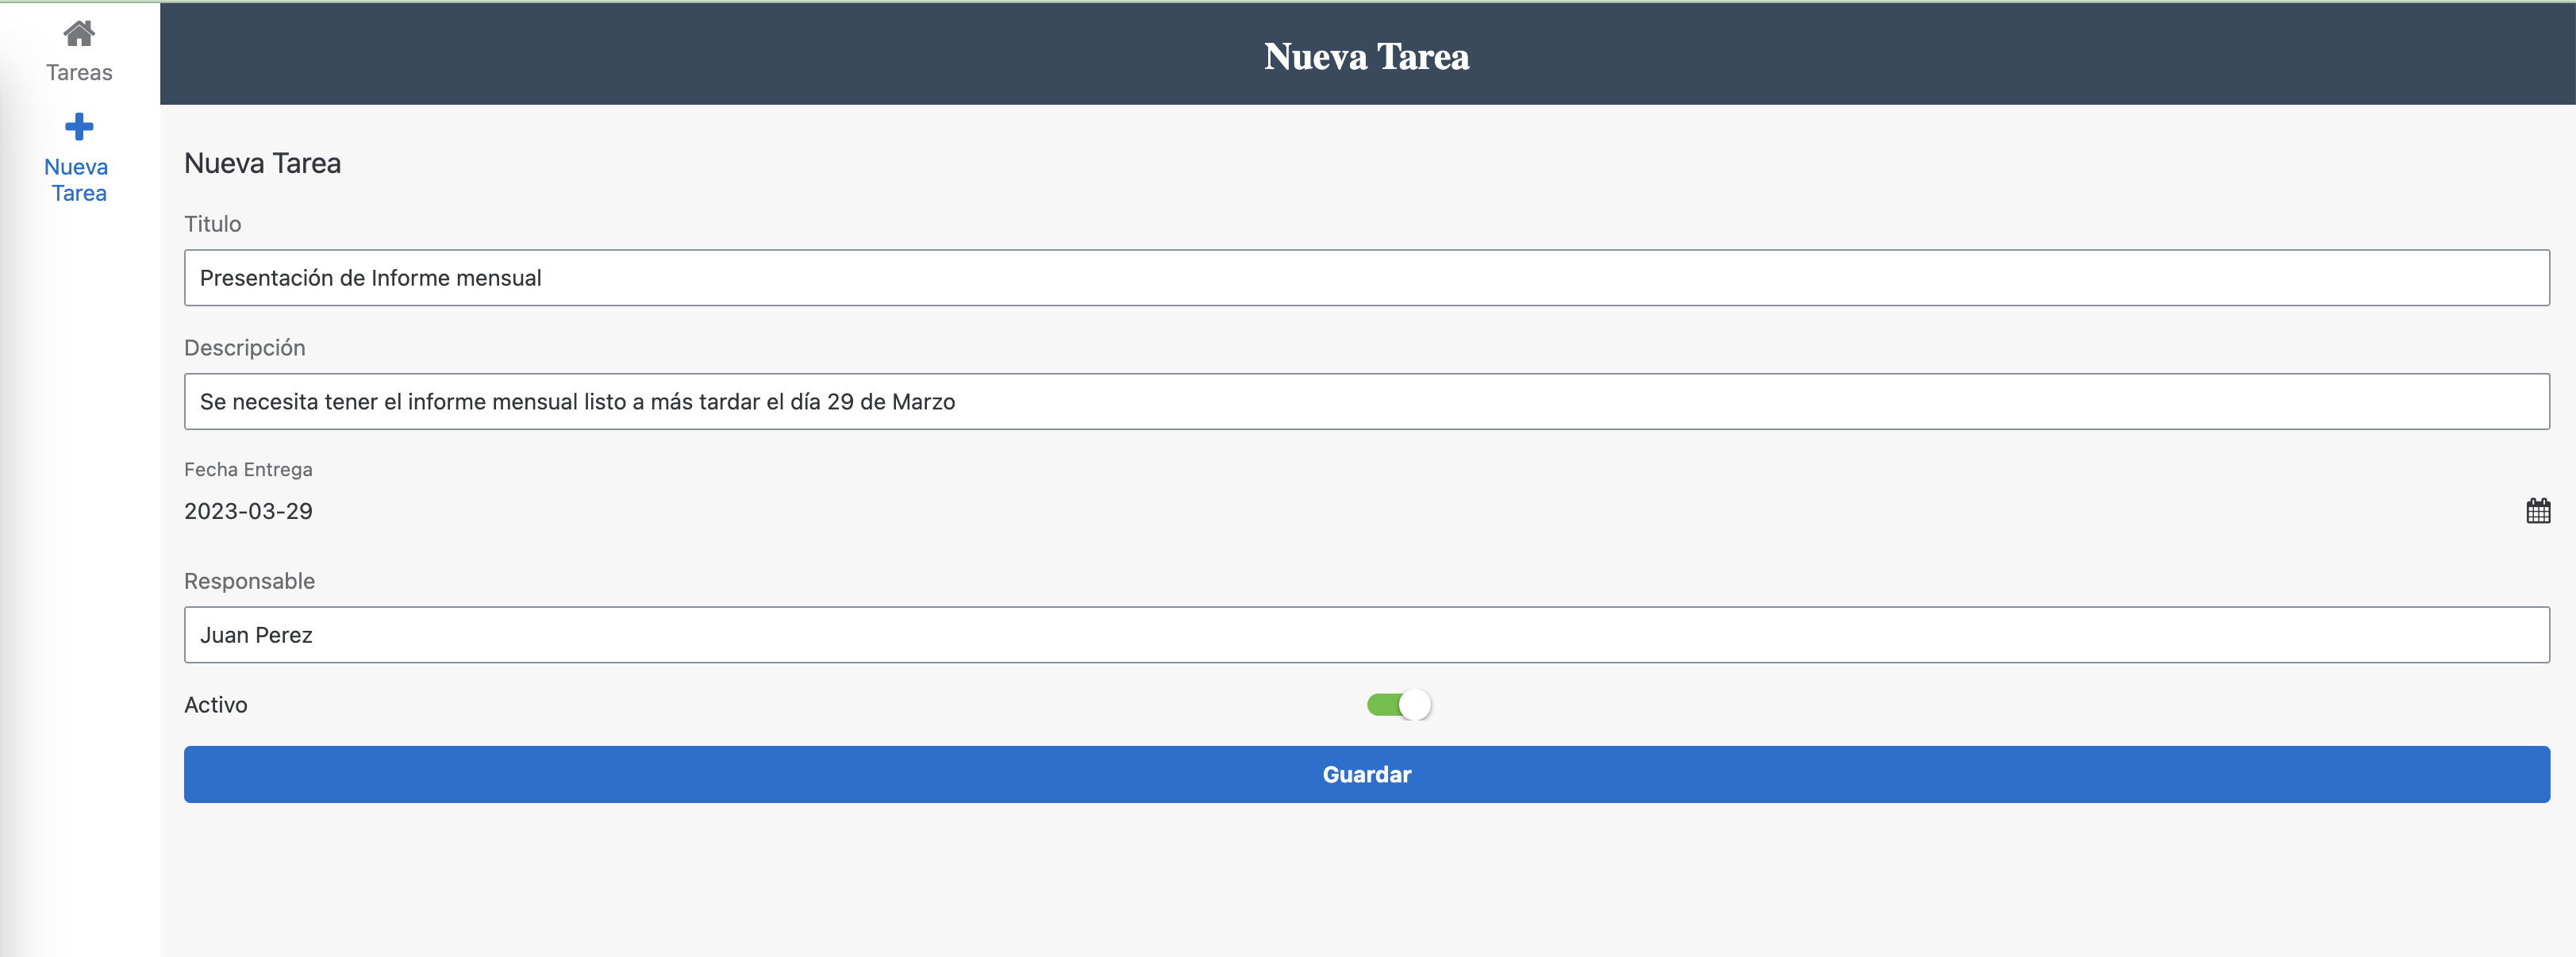 Tareas
Nueva
Tarea
Nueva Tarea
Nueva Tarea
Titulo
Presentación de Informe mensual
Descripción
Se necesita tener el informe mensual listo a más tardar el día 29 de Marzo
Fecha Entrega
2023-03-29
Responsable
Juan Perez
Activo
Guardar